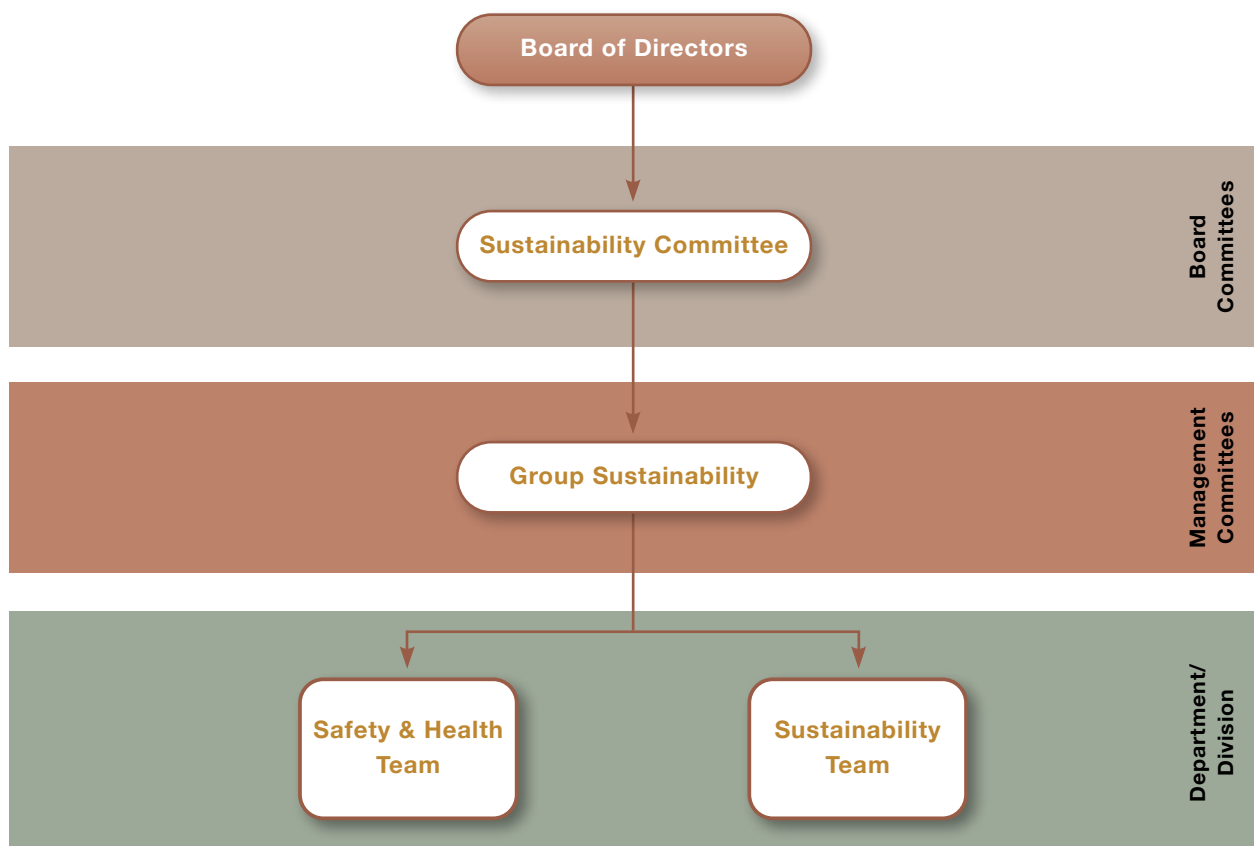 Board of Directors
Sustainability Committee
Board
Committees
Group Sustainability
Management
Committees
Safety & Health
Team
Sustainability
Team
Department/
Division